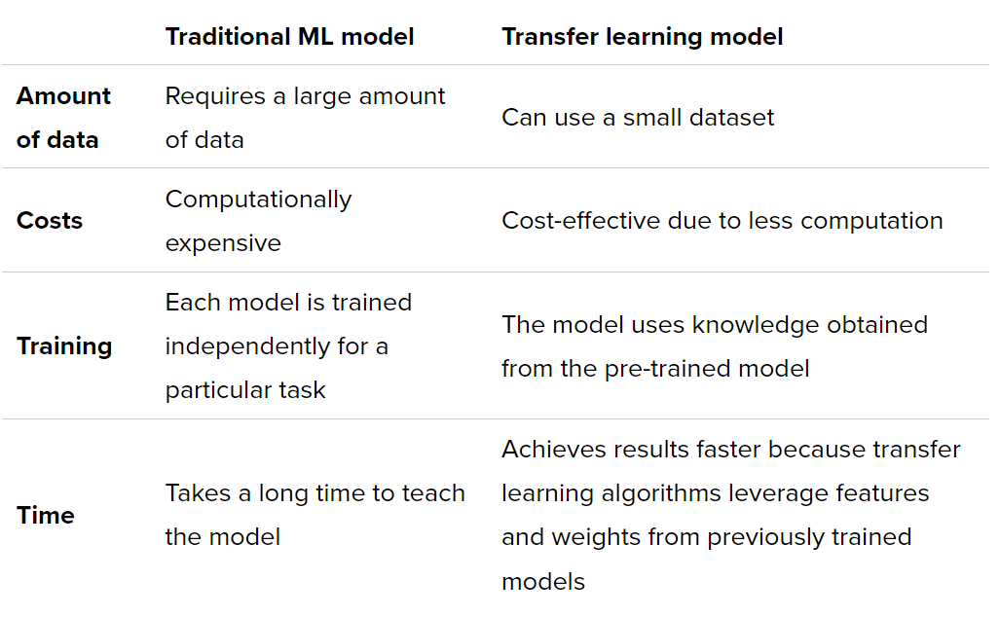 Traditional ML model
Transfer learning model
Amount
of data
Requires a large amount
of data
Can use a small dataset
Costs
Computationally
expensive
Cost-effective due to less computation
Training
Each model is trained
independently for a
particular task
The model uses knowledge obtained
from the pre-trained model
Time
Takes a long time to teach
the model
Achieves results faster because transfer
learning algorithms leverage features
and weights from previously trained
models